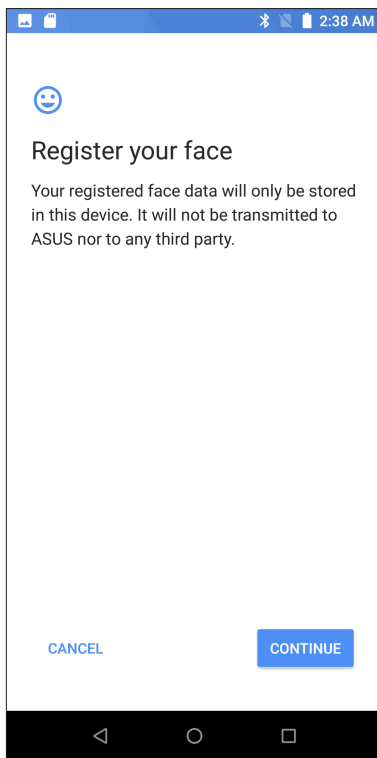 2:38 AM
Register your face
Your registered face data will only be stored
in this device. It will not be transmitted to
ASUS nor to any third party.
CANCEL CONTINUE